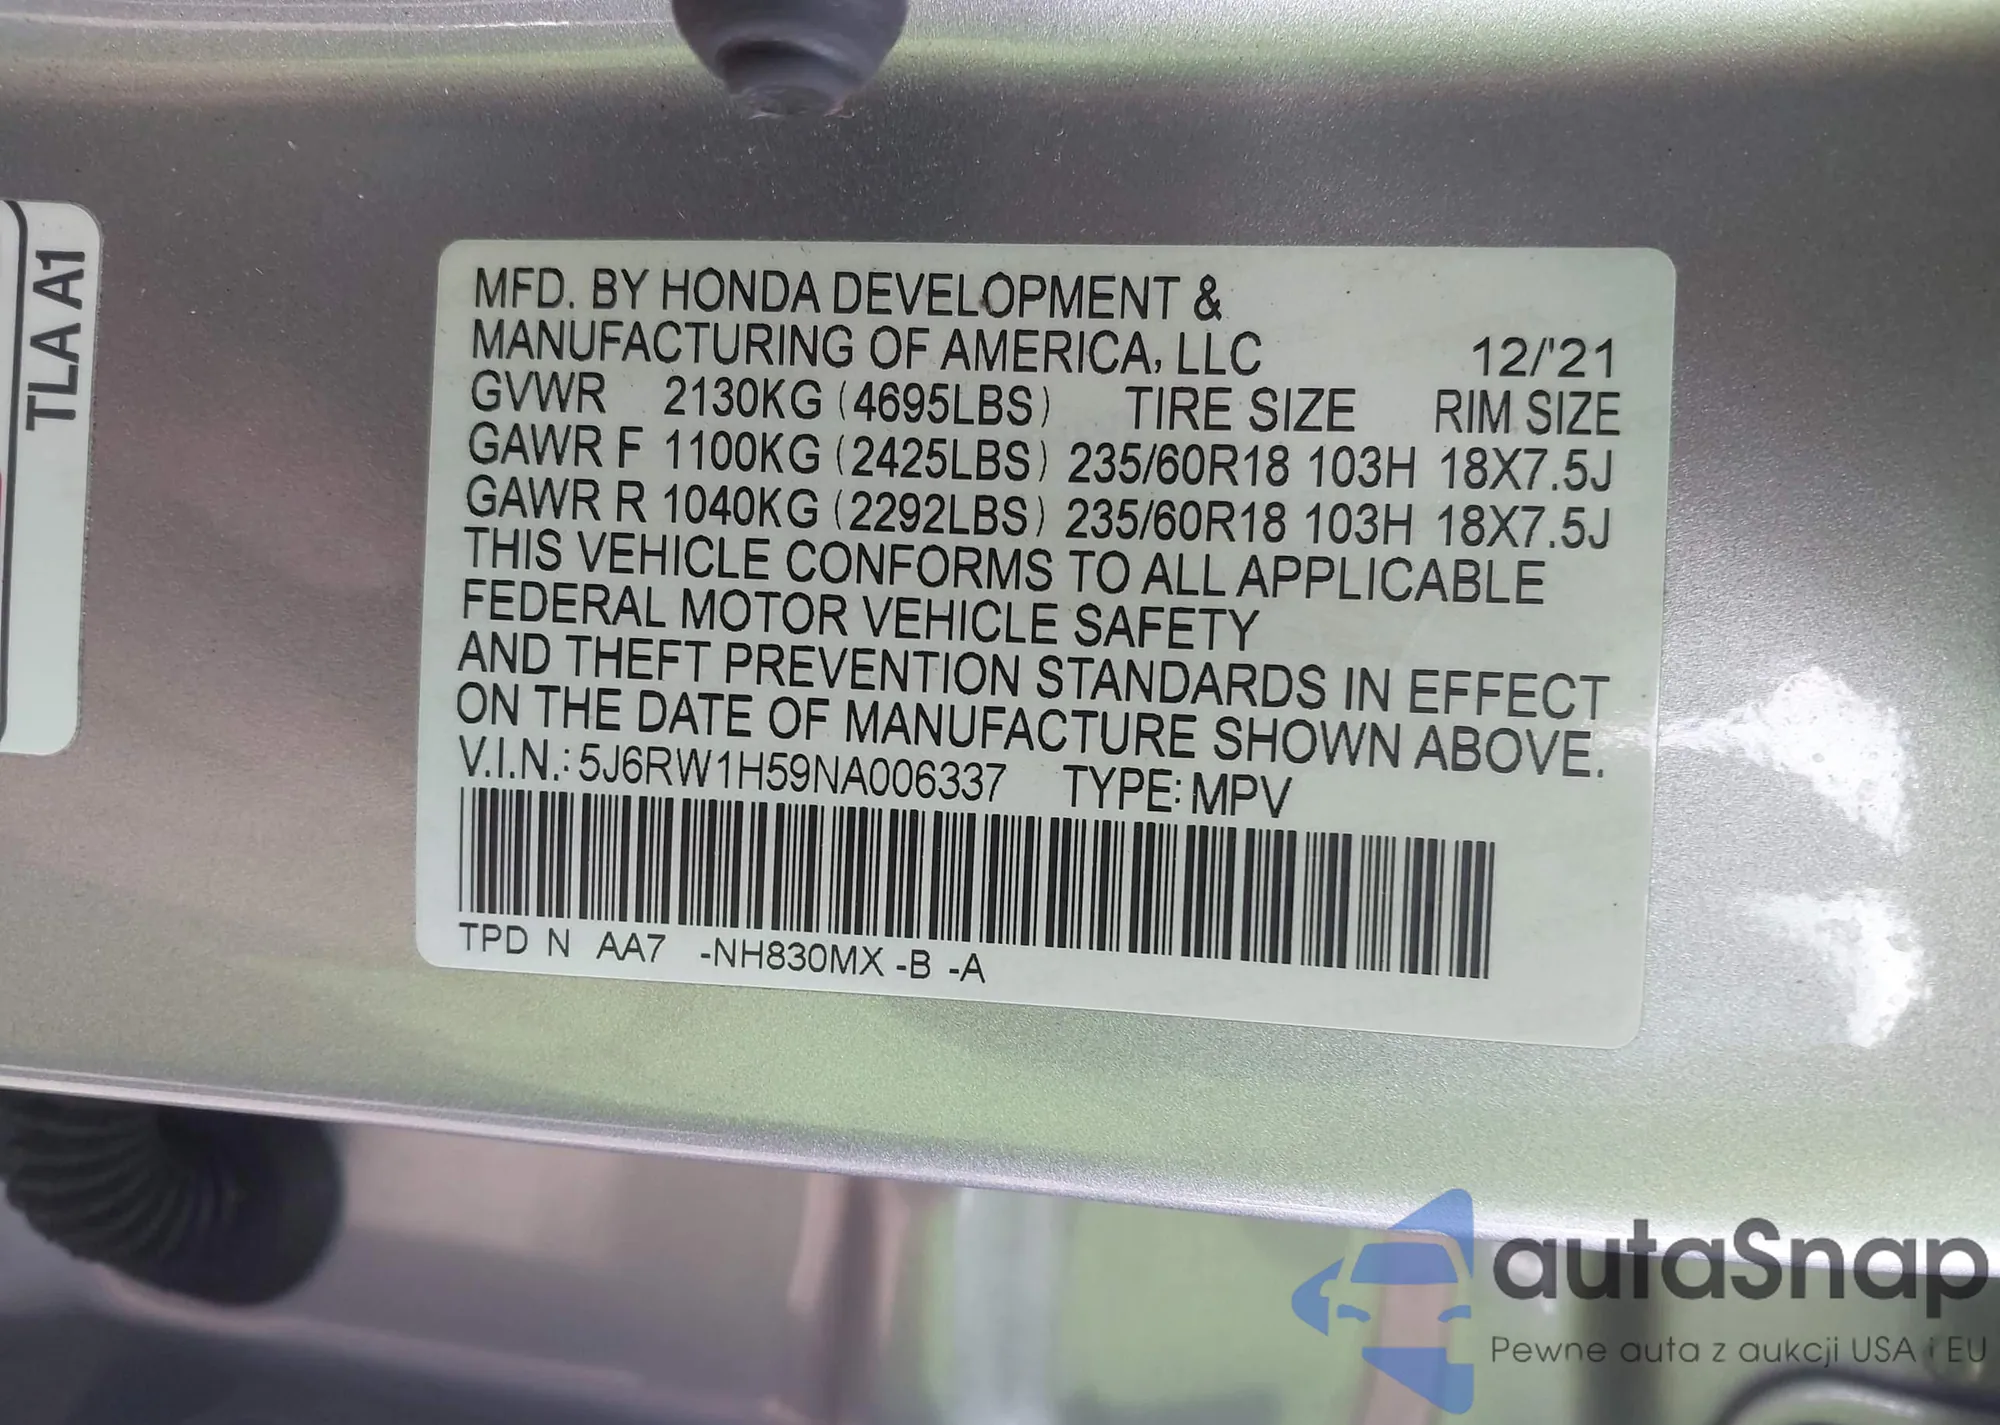 TLA A1
MFD. BY HONDA DEVELOPMENT &
MANUFACTURING OF AMERICA, LLC 12/'21
GVWR 2130KG (4695LBS) TIRE SIZE RIM SIZE
GAWR F 1100KG (2425LBS) 235/60R18 103H 18X7.5J
GAWR R 1040KG (2292LBS) 235/60R18 103H 18X7.5J
THIS VEHICLE CONFORMS TO ALL APPLICABLE
FEDERAL MOTOR VEHICLE SAFETY
AND THEFT PREVENTION STANDARDS IN EFFECT
ON THE DATE OF MANUFACTURE SHOWN ABOVE.
V.I.N.: 5J6RW1H59NA006337 TYPE: MPV
TPD N AA7 -NH830MX -B -A
autaSnap
Pewne auta z aukcji USA i EU